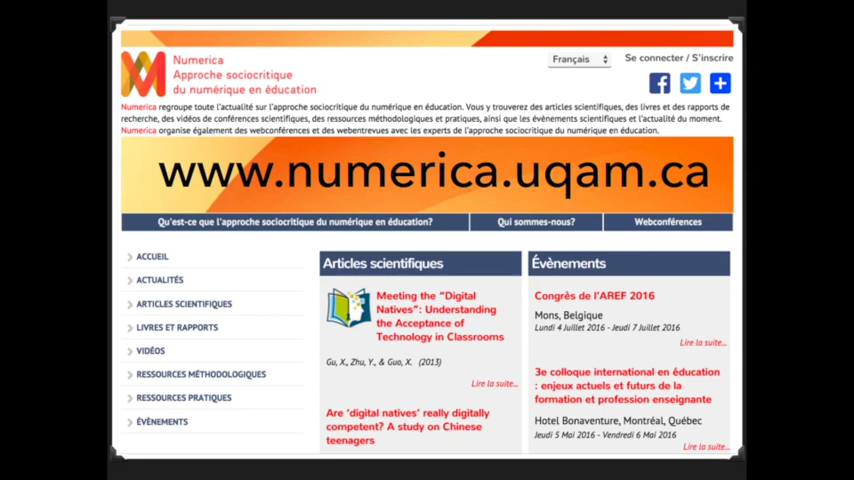 Numerica
Approche sociocritique
du numérique en éducation
Français
Se connecter / S'inscrire
Numerica regroupe toute l'actualité sur l'approche sociocritique du numérique en éducation. Vous y trouverez des articles scientifiques, des livres et des rapports de
recherche, des vidéos de conférences scientifiques, des ressources méthodologiques et pratiques, ainsi que les évènements scientifiques et l'actualité du moment.
Numerica organise également des webconférences et des webentrevues avec les experts de l'approche sociocritique du numérique en éducation.
www.numerica.uqam.ca
Qu'est-ce que l'approche sociocritique du numérique en éducation?
Qui sommes-nous?
Webconférences
ACCUEIL
ACTUALITÉS
ARTICLES SCIENTIFIQUES
LIVRES ET RAPPORTS
VIDÉOS
RESSOURCES MÉTHODOLOGIQUES
RESSOURCES PRATIQUES
ÉVÈNEMENTS
Articles scientifiques
Meeting the "Digital
Natives": Understanding
the Acceptance of
Technology in Classrooms
Gu, X., Zhu, Y., & Guo, X. (2013)
Lire la suite...
Are 'digital natives' really digitally
competent? A study on Chinese
teenagers
Évènements
Congrès de l'AREF 2016
Mons, Belgique
Lundi 4 Juillet 2016 - Jeudi 7 Juillet 2016
Lire la suite...
3e colloque international en éducation
: enjeux actuels et futurs de la
formation et profession enseignante
Hotel Bonaventure, Montréal, Québec
Jeudi 5 Mai 2016 - Vendredi 6 Mai 2016
Lire la suite...